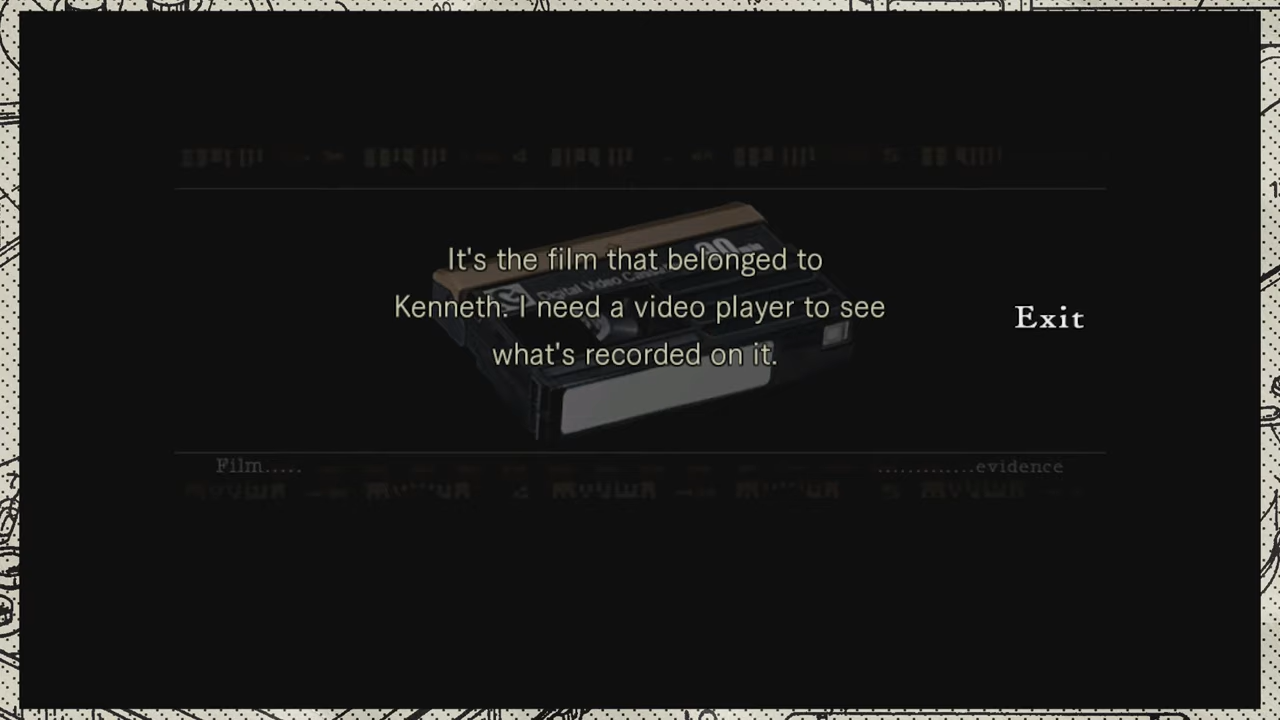 It's the film that belonged to
Kenneth. I need a video player to see
what's recorded on it.
Exit
Film.....
............evidence